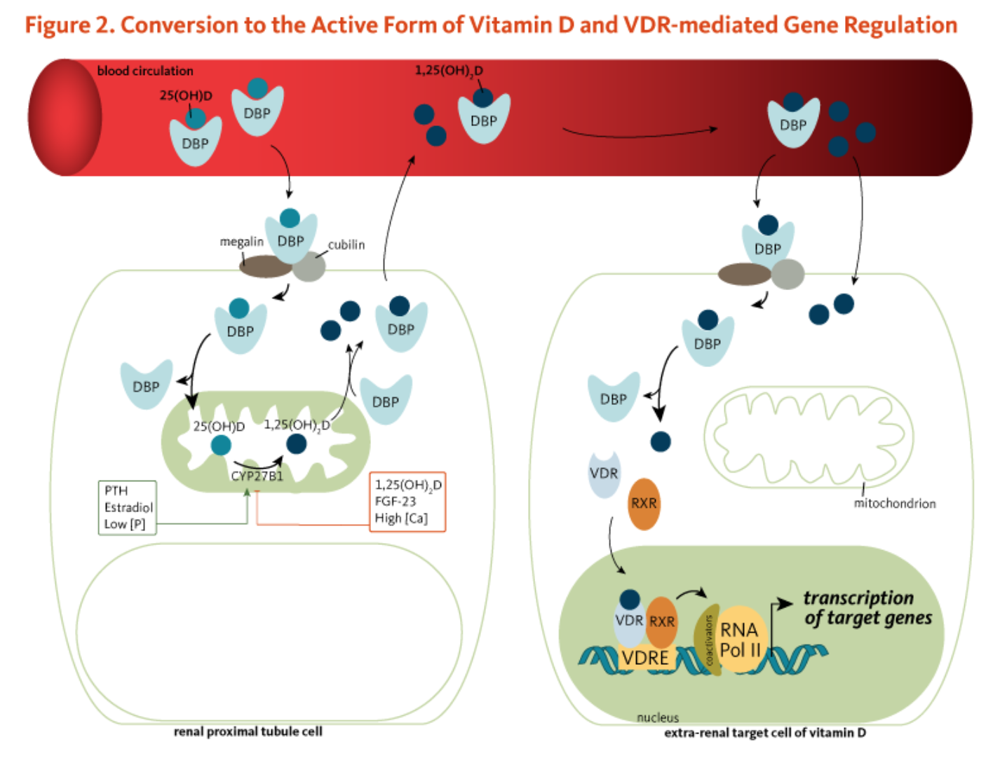 Figure 2. Conversion to the Active Form of Vitamin D and VDR-mediated Gene Regulation
blood circulation
25(OH)D
DBP
DBP
1,25(OH)₂D
DBP
DBP
DBP
megalin
cubilin
DBP
DBP
DBP
DBP
25(OH)D
1,25(OH)₂D
CYP27B1
PTH
Estradiol
Low [P]
1,25(OH)₂D
FGF-23
High [Ca]
renal proximal tubule cell
DBP
DBP
DBP
VDR
RXR
mitochondrion
VDR
RXR
VDRE
coactivators
RNA
Pol II
transcription
of target genes
nucleus
extra-renal target cell of vitamin D